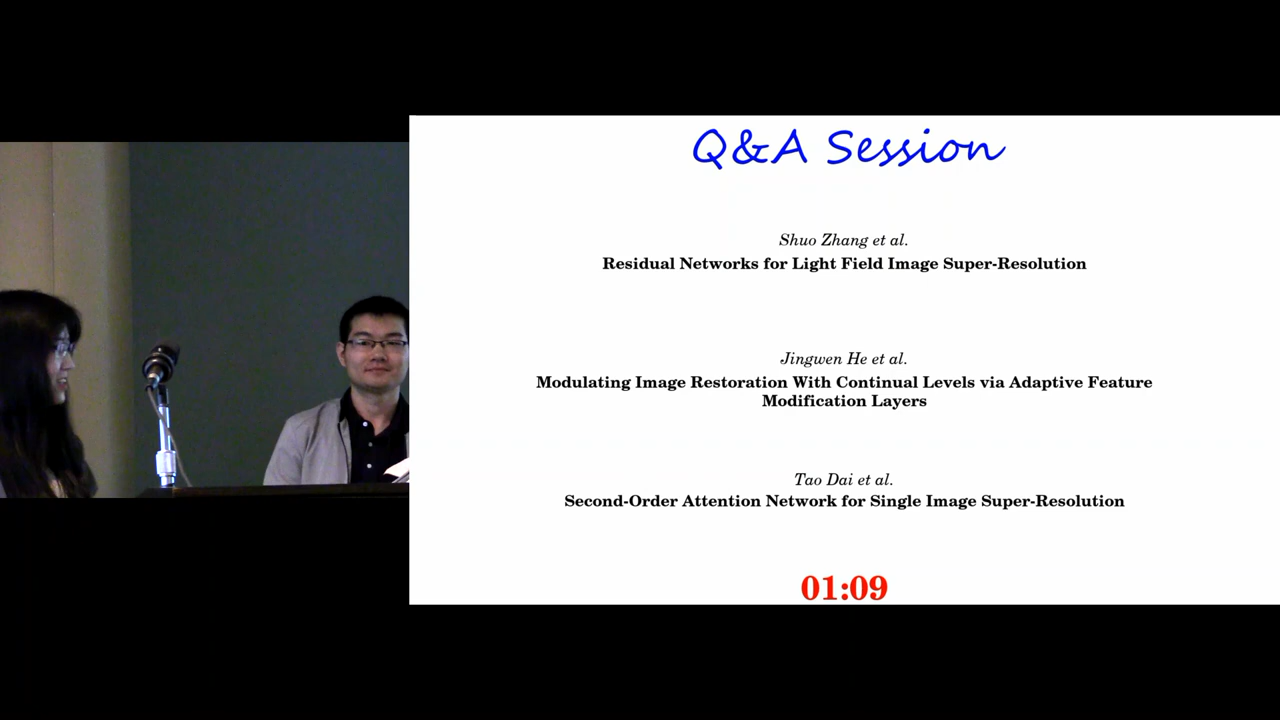 Q&A Session
Shuo Zhang et al.
Residual Networks for Light Field Image Super-Resolution
Jingwen He et al.
Modulating Image Restoration With Continual Levels via Adaptive Feature
Modification Layers
Tao Dai et al.
Second-Order Attention Network for Single Image Super-Resolution
01:09